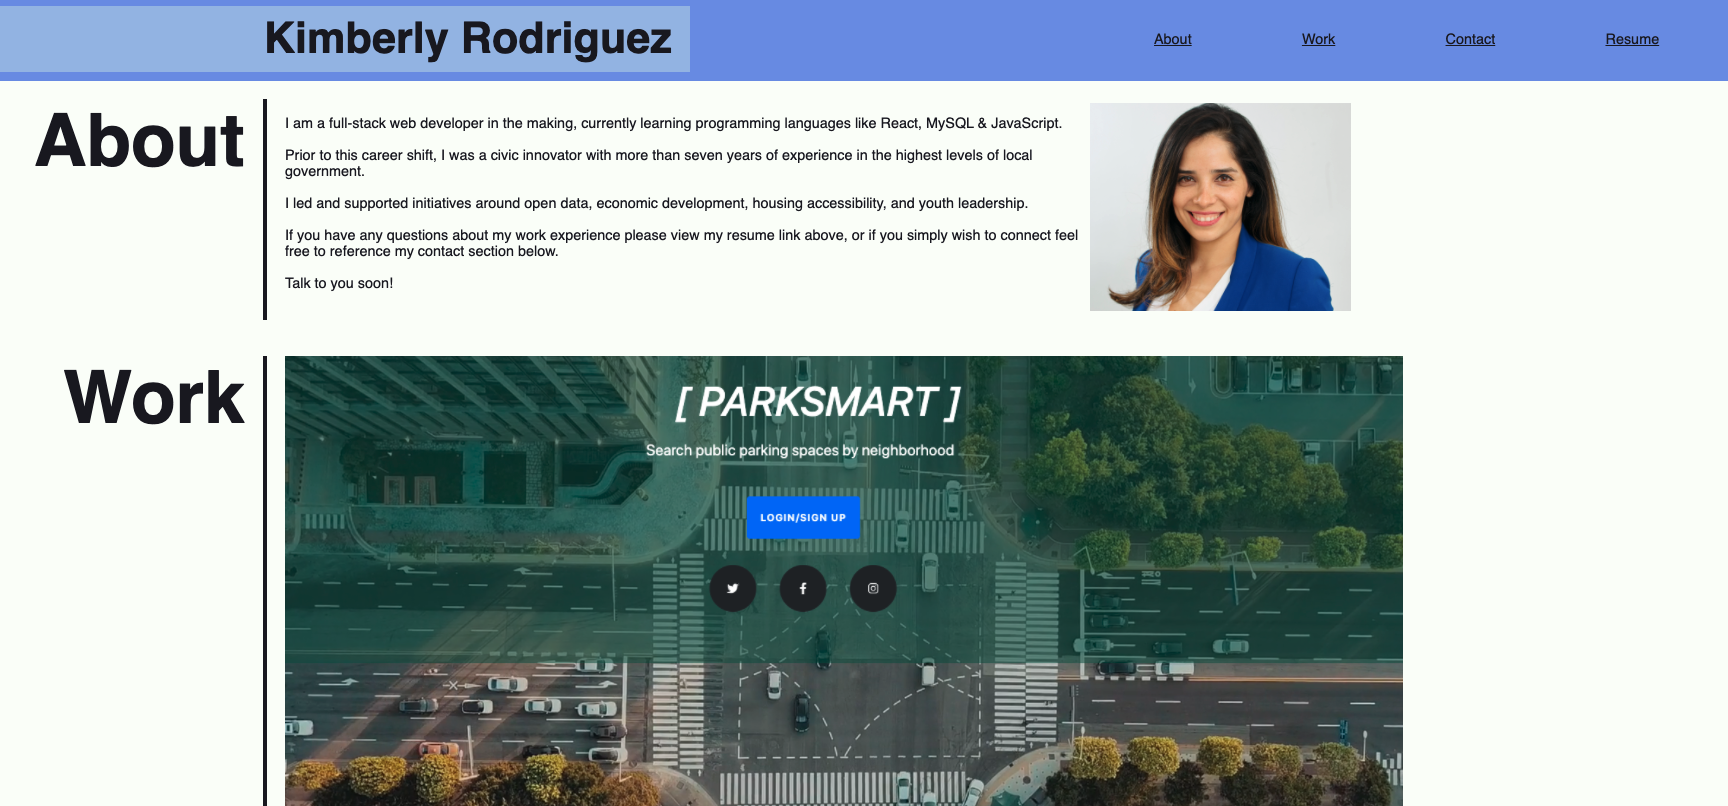 Kimberly Rodriguez
About
Work
Contact
Resume
About
I am a full-stack web developer in the making, currently learning programming languages like React, MySQL & JavaScript.
Prior to this career shift, I was a civic innovator with more than seven years of experience in the highest levels of local
government.
I led and supported initiatives around open data, economic development, housing accessibility, and youth leadership.
If you have any questions about my work experience please view my resume link above, or if you simply wish to connect feel
free to reference my contact section below.
Talk to you soon!
Work
[ PARKSMART ]
Search public parking spaces by neighborhood
LOGIN/SIGN UP